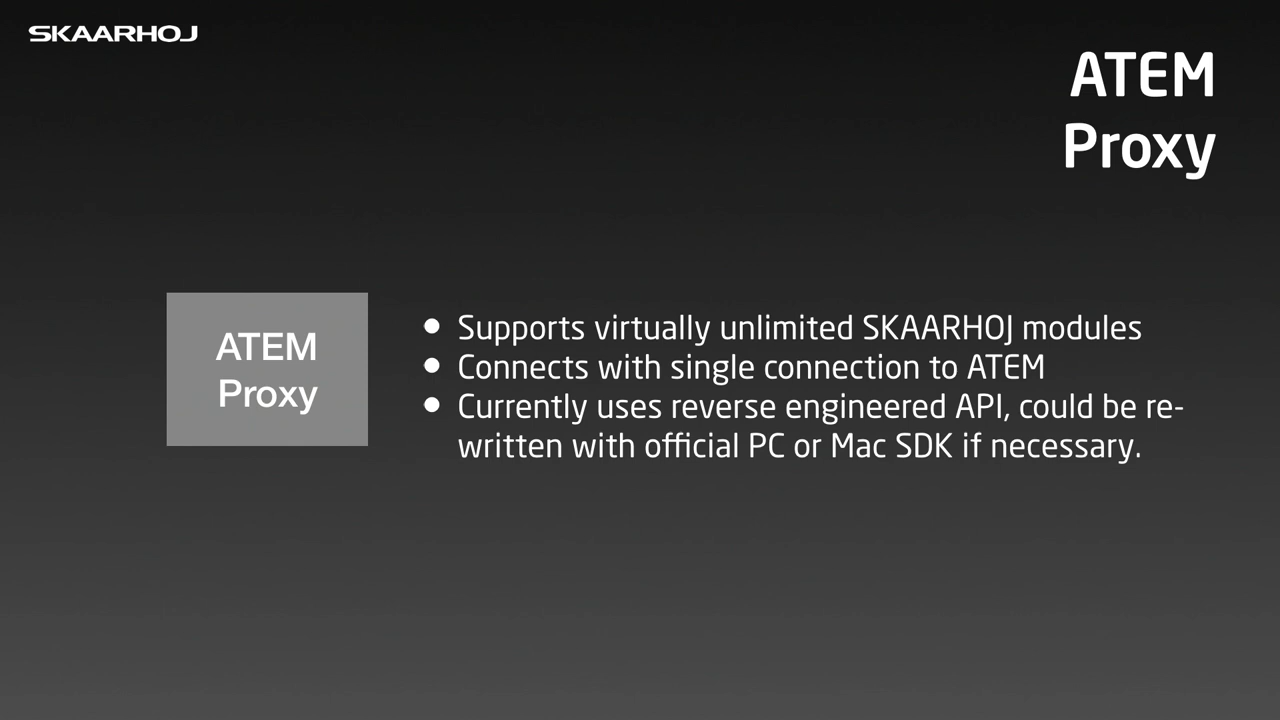 SKAARHOJ
ATEM
Proxy
ATEM
Proxy
● Supports virtually unlimited SKAARHOJ modules
● Connects with single connection to ATEM
● Currently uses reverse engineered API, could be re-
written with official PC or Mac SDK if necessary.